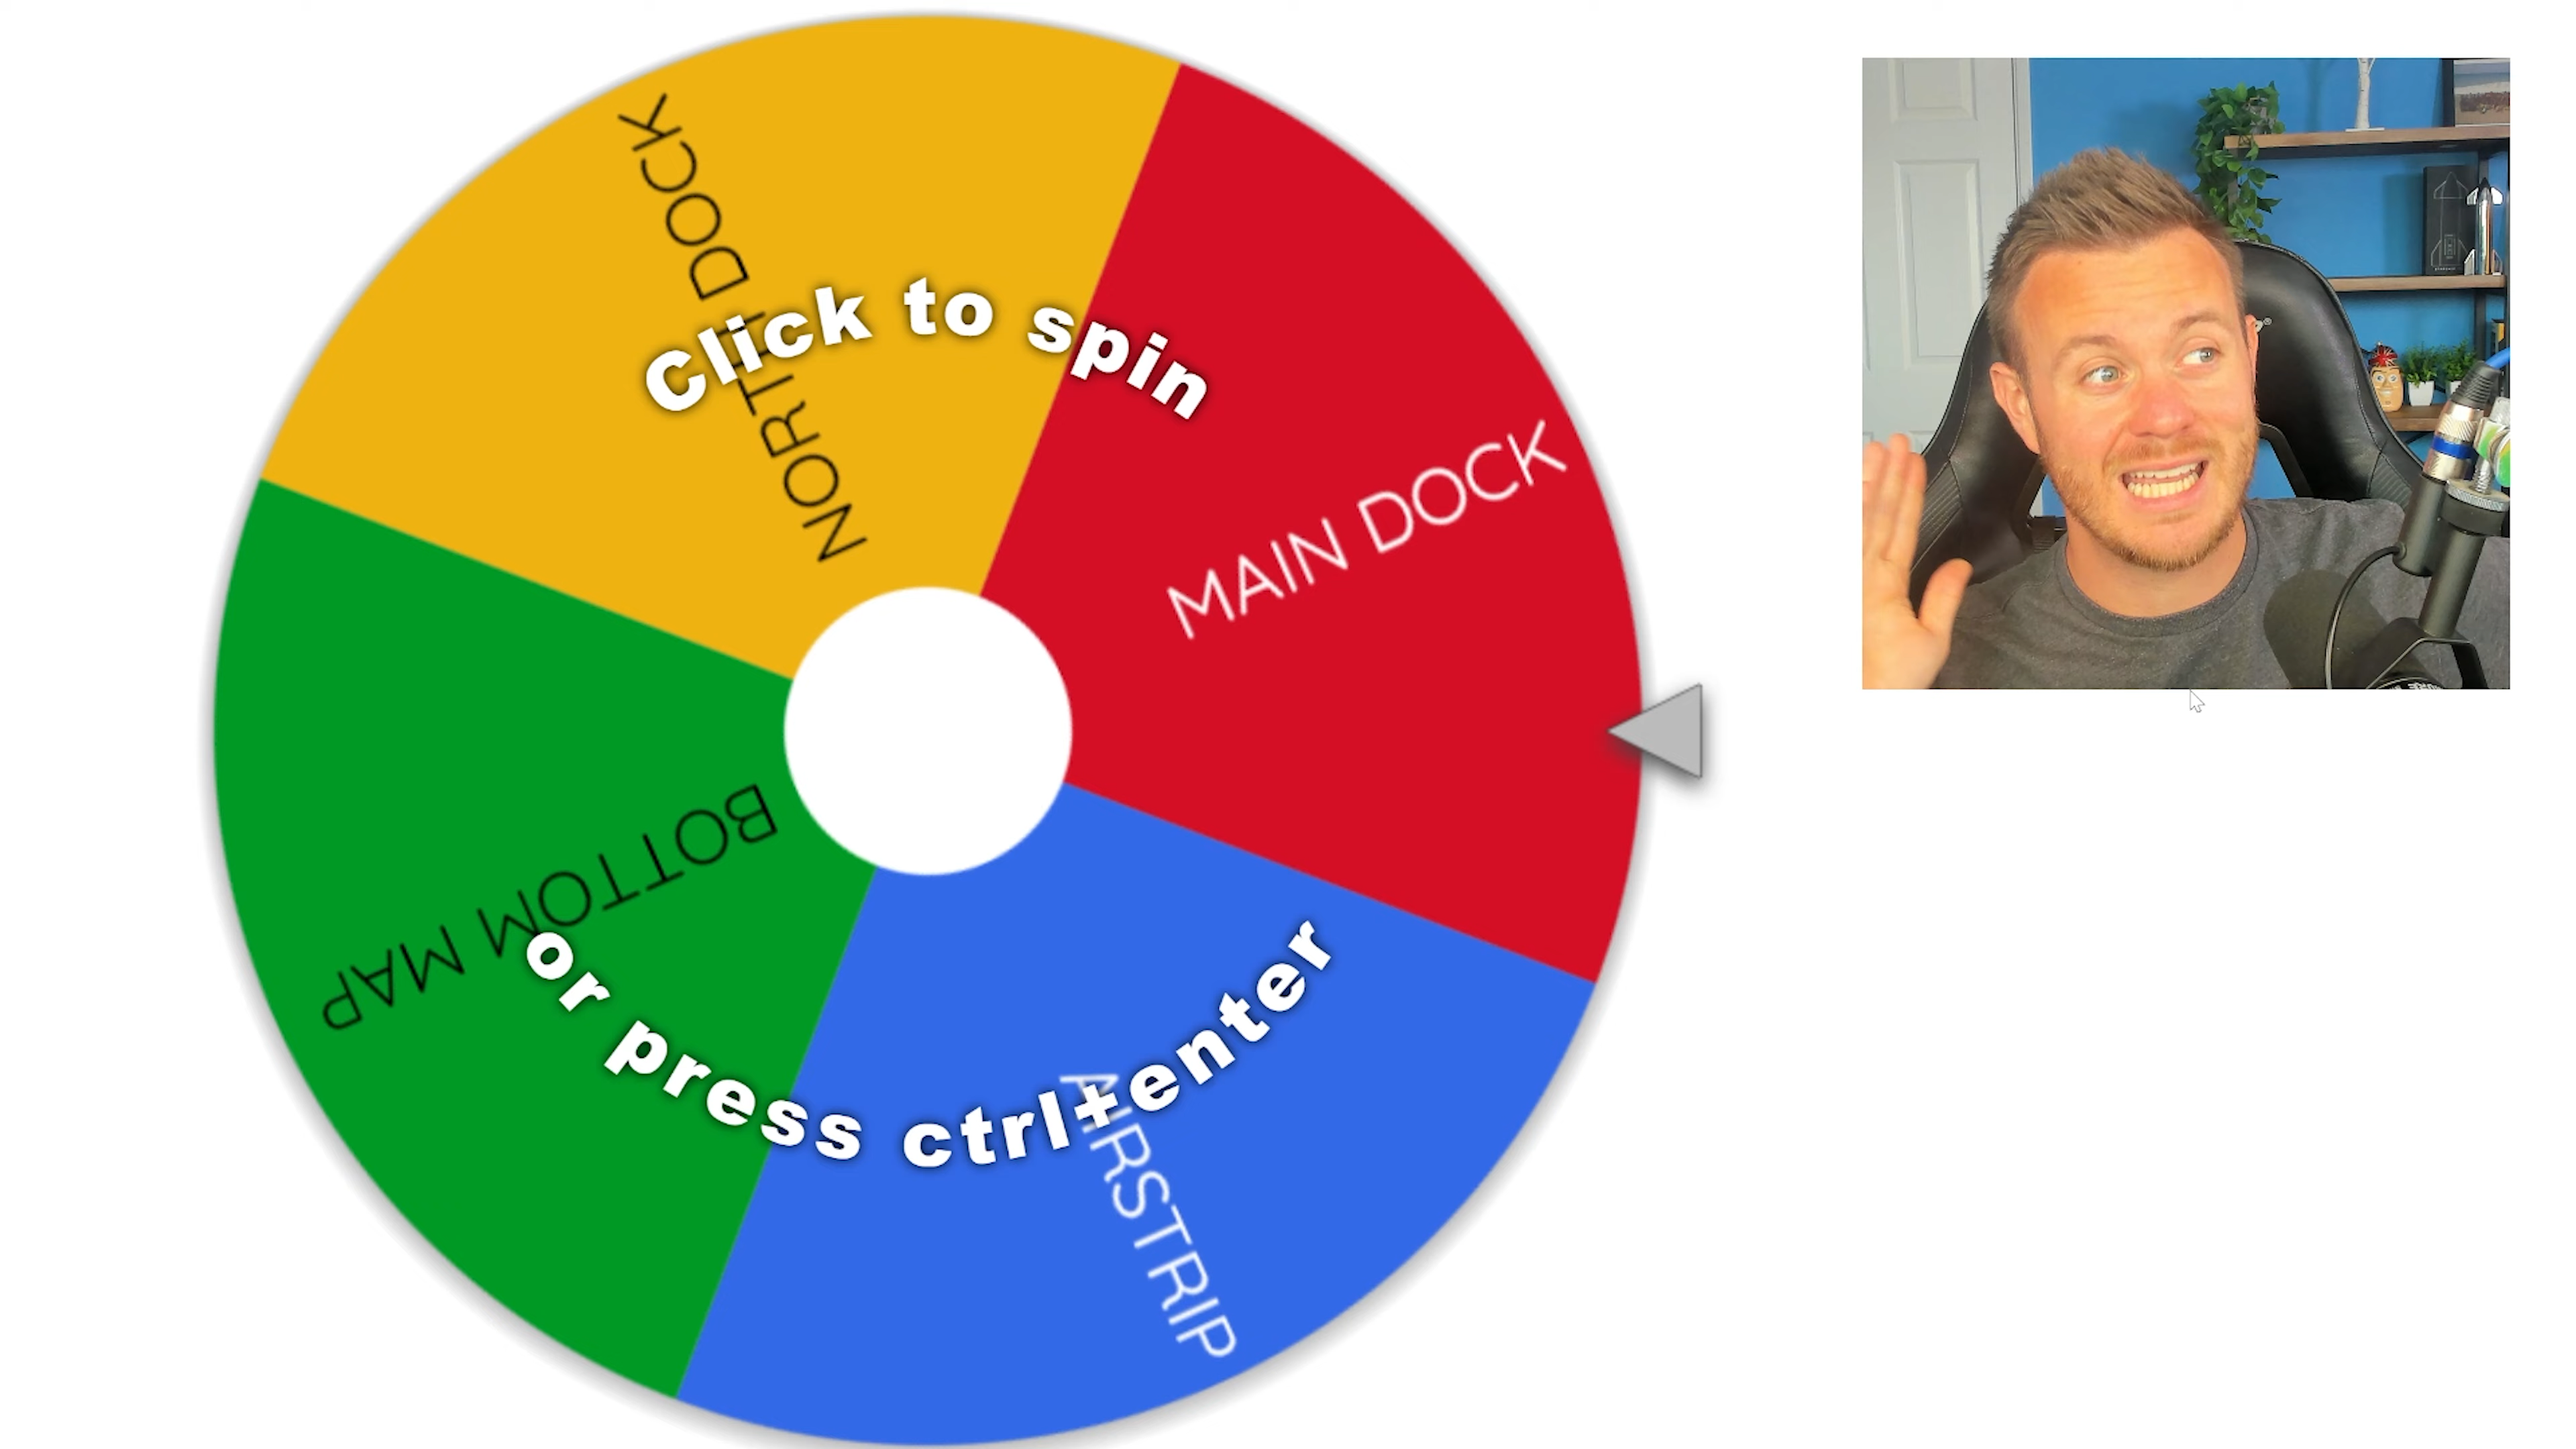 Click to spin
NORTH DOCK
MAIN DOCK
BOTTOM MAP
AIRSTRIP
or press ctrl+enter